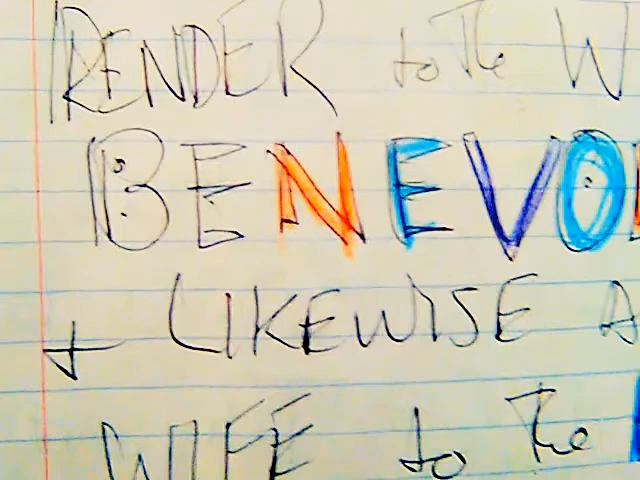 RENDER to The W
BENEVO
+ LIKEWISE A
WIFE to The